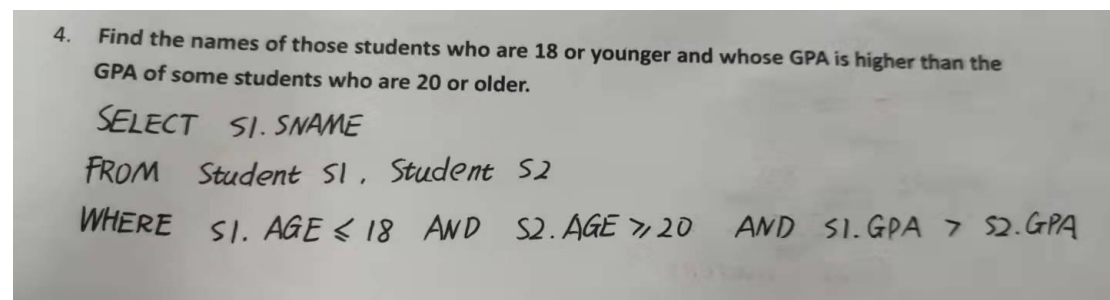 4. Find the names of those students who are 18 or younger and whose GPA is higher than the
GPA of some students who are 20 or older.
SELECT S1. SNAME
FROM Student S1, Student S2
WHERE S1. AGE ≤ 18 AND S2. AGE ⩾ 20 AND S1. GPA > S2. GPA